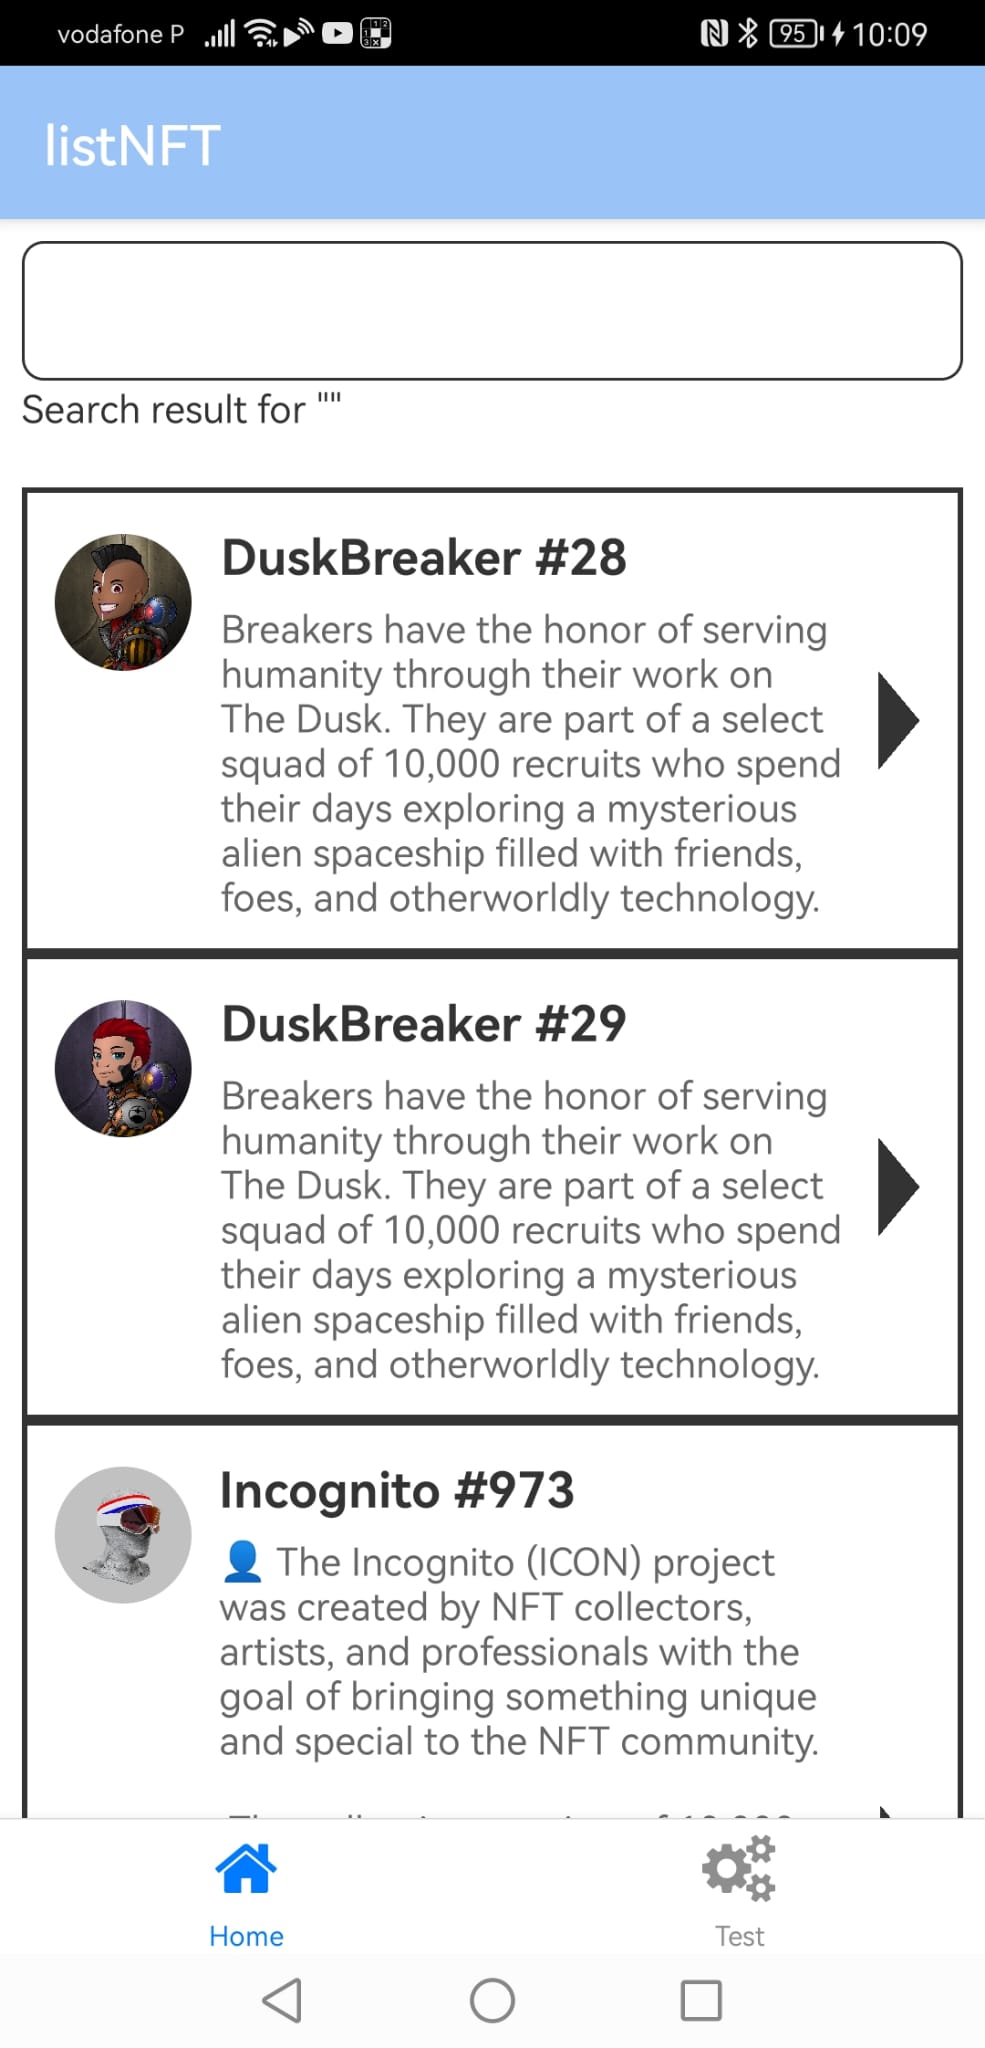 vodafone P 95 10:09
listNFT
Search result for ""
DuskBreaker #28
Breakers have the honor of serving
humanity through their work on
The Dusk. They are part of a select
squad of 10,000 recruits who spend
their days exploring a mysterious
alien spaceship filled with friends,
foes, and otherworldly technology.
DuskBreaker #29
Breakers have the honor of serving
humanity through their work on
The Dusk. They are part of a select
squad of 10,000 recruits who spend
their days exploring a mysterious
alien spaceship filled with friends,
foes, and otherworldly technology.
Incognito #973
👤 The Incognito (ICON) project
was created by NFT collectors,
artists, and professionals with the
goal of bringing something unique
and special to the NFT community.
Home
Test